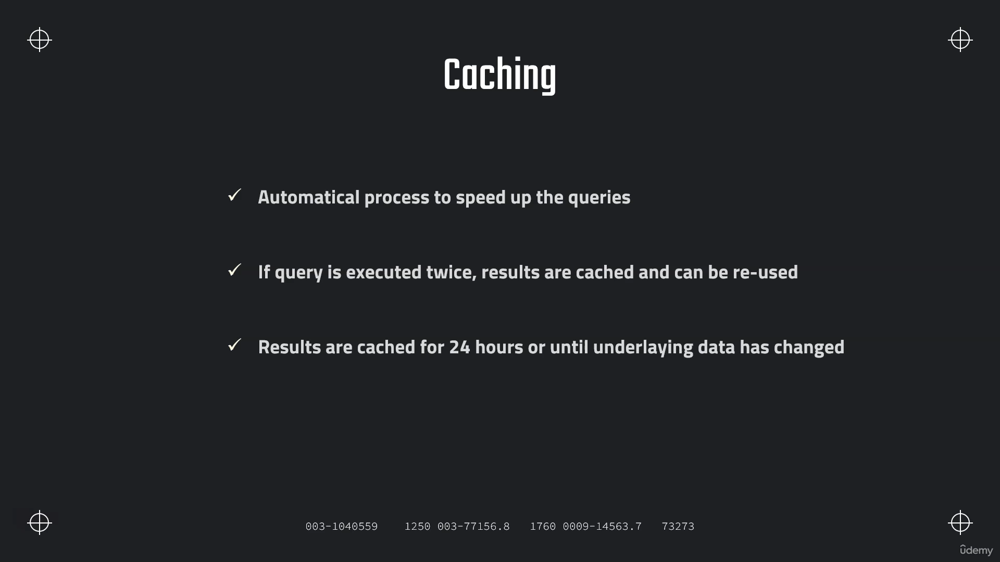 Caching
✓ Automatical process to speed up the queries
✓ If query is executed twice, results are cached and can be re-used
✓ Results are cached for 24 hours or until underlaying data has changed
003-1040559 1250 003-77156.8 1760 0009-14563.7 73273
ûdemy